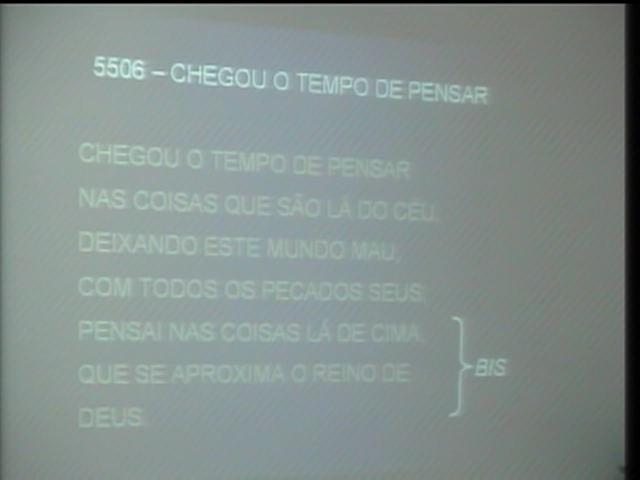 5506 – CHEGOU O TEMPO DE PENSAR
CHEGOU O TEMPO DE PENSAR
NAS COISAS QUE SÃO LÁ DO CÉU,
DEIXANDO ESTE MUNDO MAU,
COM TODOS OS PECADOS SEUS;
PENSAI NAS COISAS LÁ DE CIMA,
QUE SE APROXIMA O REINO DE
DEUS.
BIS